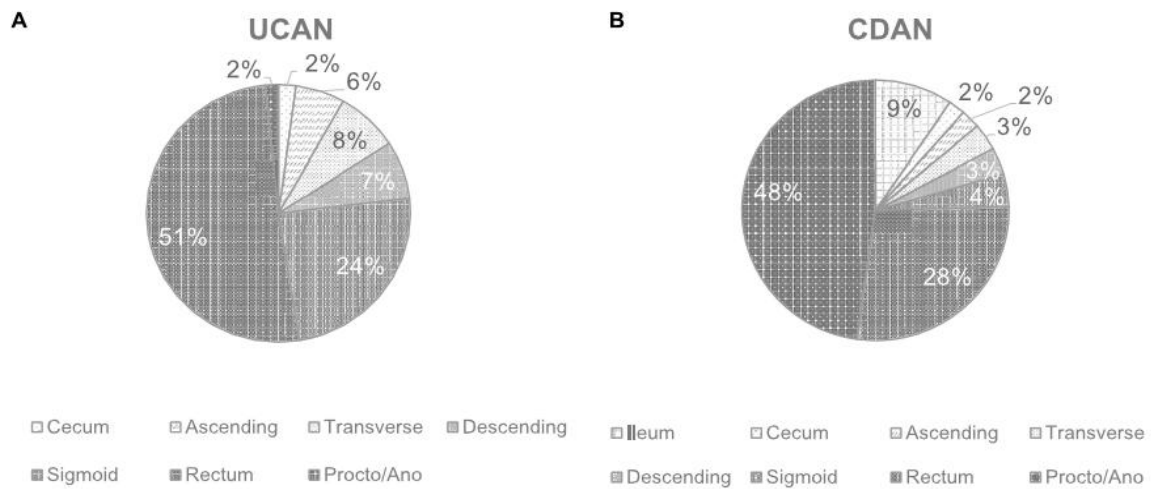 A
UCAN
2%
2%
6%
8%
7%
24%
51%
Cecum
Ascending
Transverse
Descending
Sigmoid
Rectum
Procto/Ano
B
CDAN
9%
2%
2%
3%
3%
4%
28%
48%
Ileum
Cecum
Ascending
Transverse
Descending
Sigmoid
Rectum
Procto/Ano